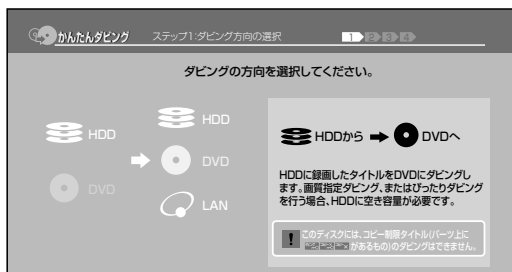 かんたんダビング ステップ1:ダビング方向の選択 1 2 3 4
ダビングの方向を選択してください。
HDD
DVD
HDD
DVD
LAN
HDDから DVDへ
HDDに録画したタイトルをDVDにダビングし
ます。画質指定ダビング、またはぴったりダビング
を行う場合、HDDに空き容量が必要です。
このディスクには、コピー制限タイトル(パーツ上に
があるもの)のダビングはできません。